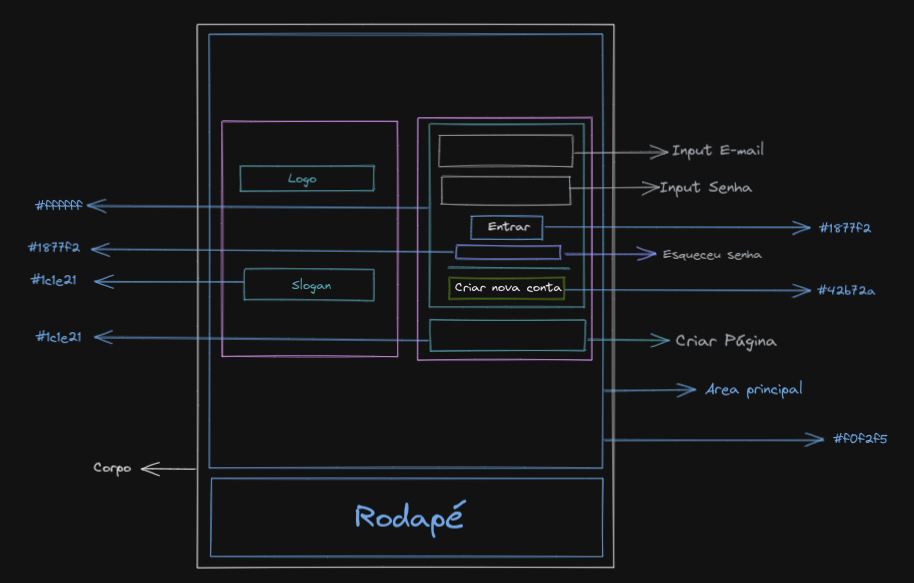 Input E-mail
Logo
Input Senha
#ffffff
Entrar
#1877f2
#1877f2
Esqueceu senha
#1c1e21
Slogan
Criar nova conta
#42b72a
#1c1e21
Criar Página
Area principal
#f0f2f5
Corpo
Rodapé